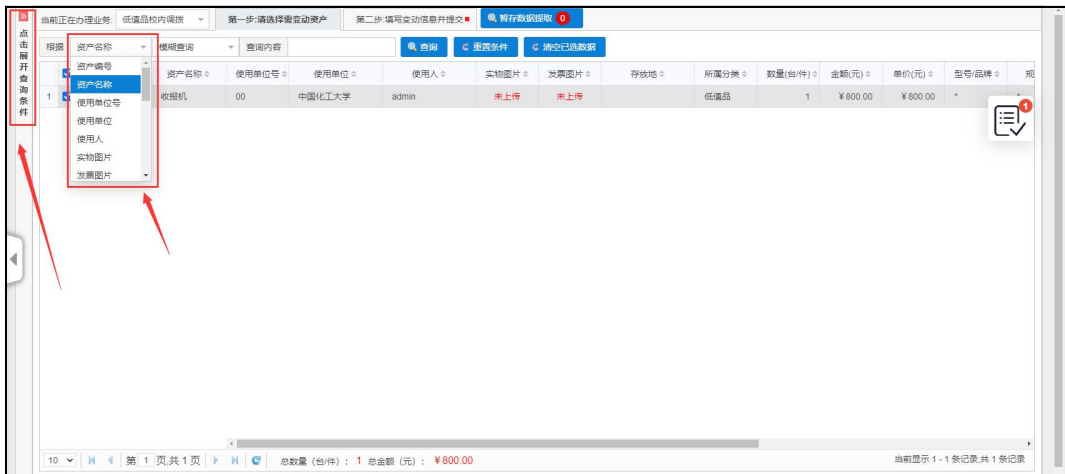 点击展开查询条件
当前正在办理业务: 低值品校内调拨 第一步:请选择需变动资产 第二步:填写变动信息并提交 暂存数据提取 0
根据 资产名称 模糊查询 查询内容 查询 重置条件 清空已选数据
资产名称 使用单位号 使用单位 使用人 实物图片 发票图片 存放地 所属分类 数量(台/件) 金额(元) 单价(元) 型号/品牌 规
1 收报机 00 中国化工大学 admin 未上传 未上传 低值品 1 ￥800.00 ￥800.00 * *
资产编号
资产名称
使用单位号
使用单位
使用人
实物图片
发票图片
1
10 第 1 页,共 1 页 总数量 (台/件) : 1 总金额 (元) : ￥800.00 当前显示 1 - 1 条记录,共 1 条记录